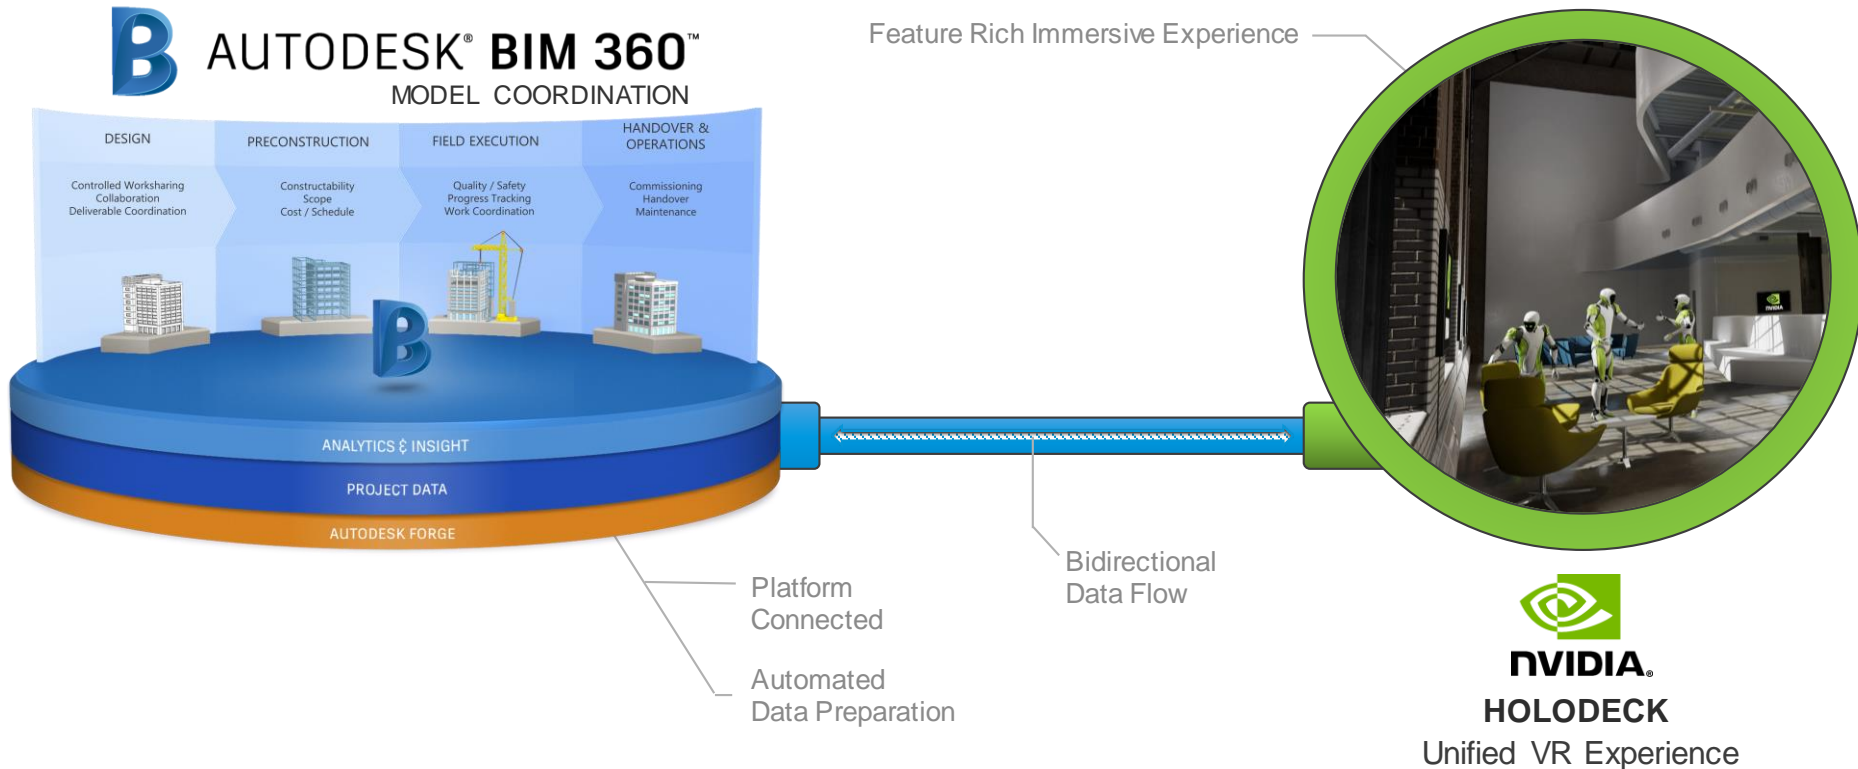 AUTODESK® BIM 360™
MODEL COORDINATION
Feature Rich Immersive Experience
DESIGN
Controlled Worksharing
Collaboration
Deliverable Coordination
PRECONSTRUCTION
Constructability
Scope
Cost / Schedule
FIELD EXECUTION
Quality / Safety
Progress Tracking
Work Coordination
HANDOVER &
OPERATIONS
Commissioning
Handover
Maintenance
NVIDIA
ANALYTICS & INSIGHT
PROJECT DATA
AUTODESK FORGE
Platform
Connected
Automated
Data Preparation
Bidirectional
Data Flow
NVIDIA®
HOLODECK
Unified VR Experience